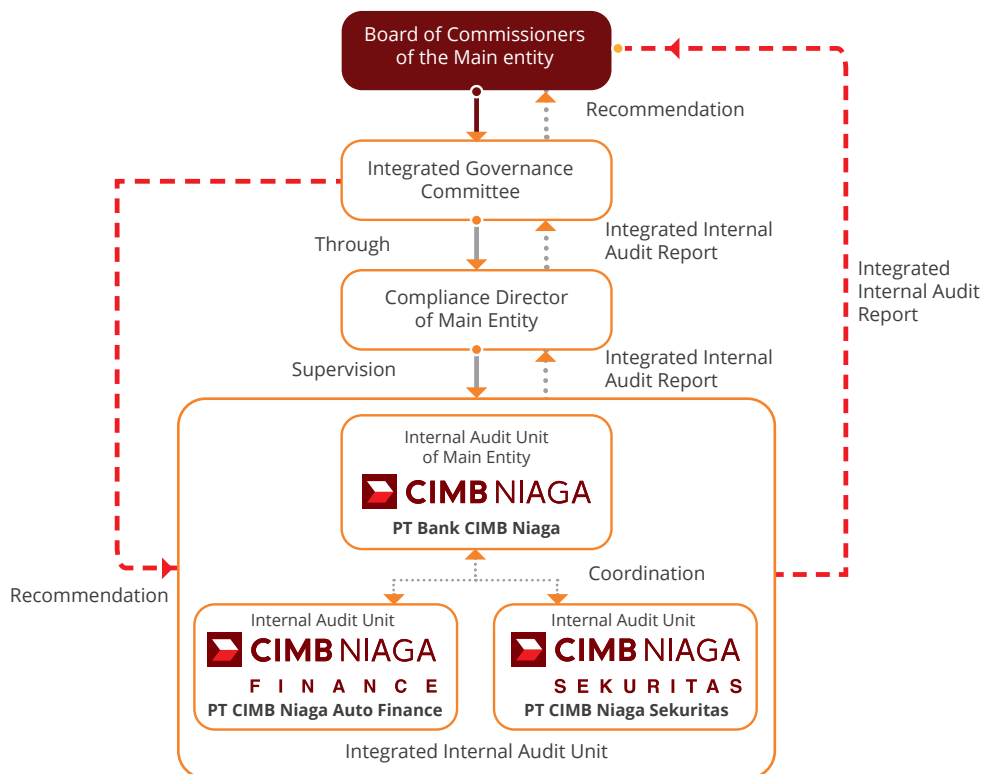 Board of Commissioners
of the Main entity
Recommendation
Integrated Governance
Committee
Through
Integrated Internal
Audit Report
Integrated
Internal Audit
Report
Compliance Director
of Main Entity
Supervision
Integrated Internal
Audit Report
Internal Audit Unit
of Main Entity
CIMB NIAGA
PT Bank CIMB Niaga
Coordination
Recommendation
Internal Audit Unit
CIMB NIAGA
FINANCE
PT CIMB Niaga Auto Finance
Internal Audit Unit
CIMB NIAGA
SEKURITAS
PT CIMB Niaga Sekuritas
Integrated Internal Audit Unit